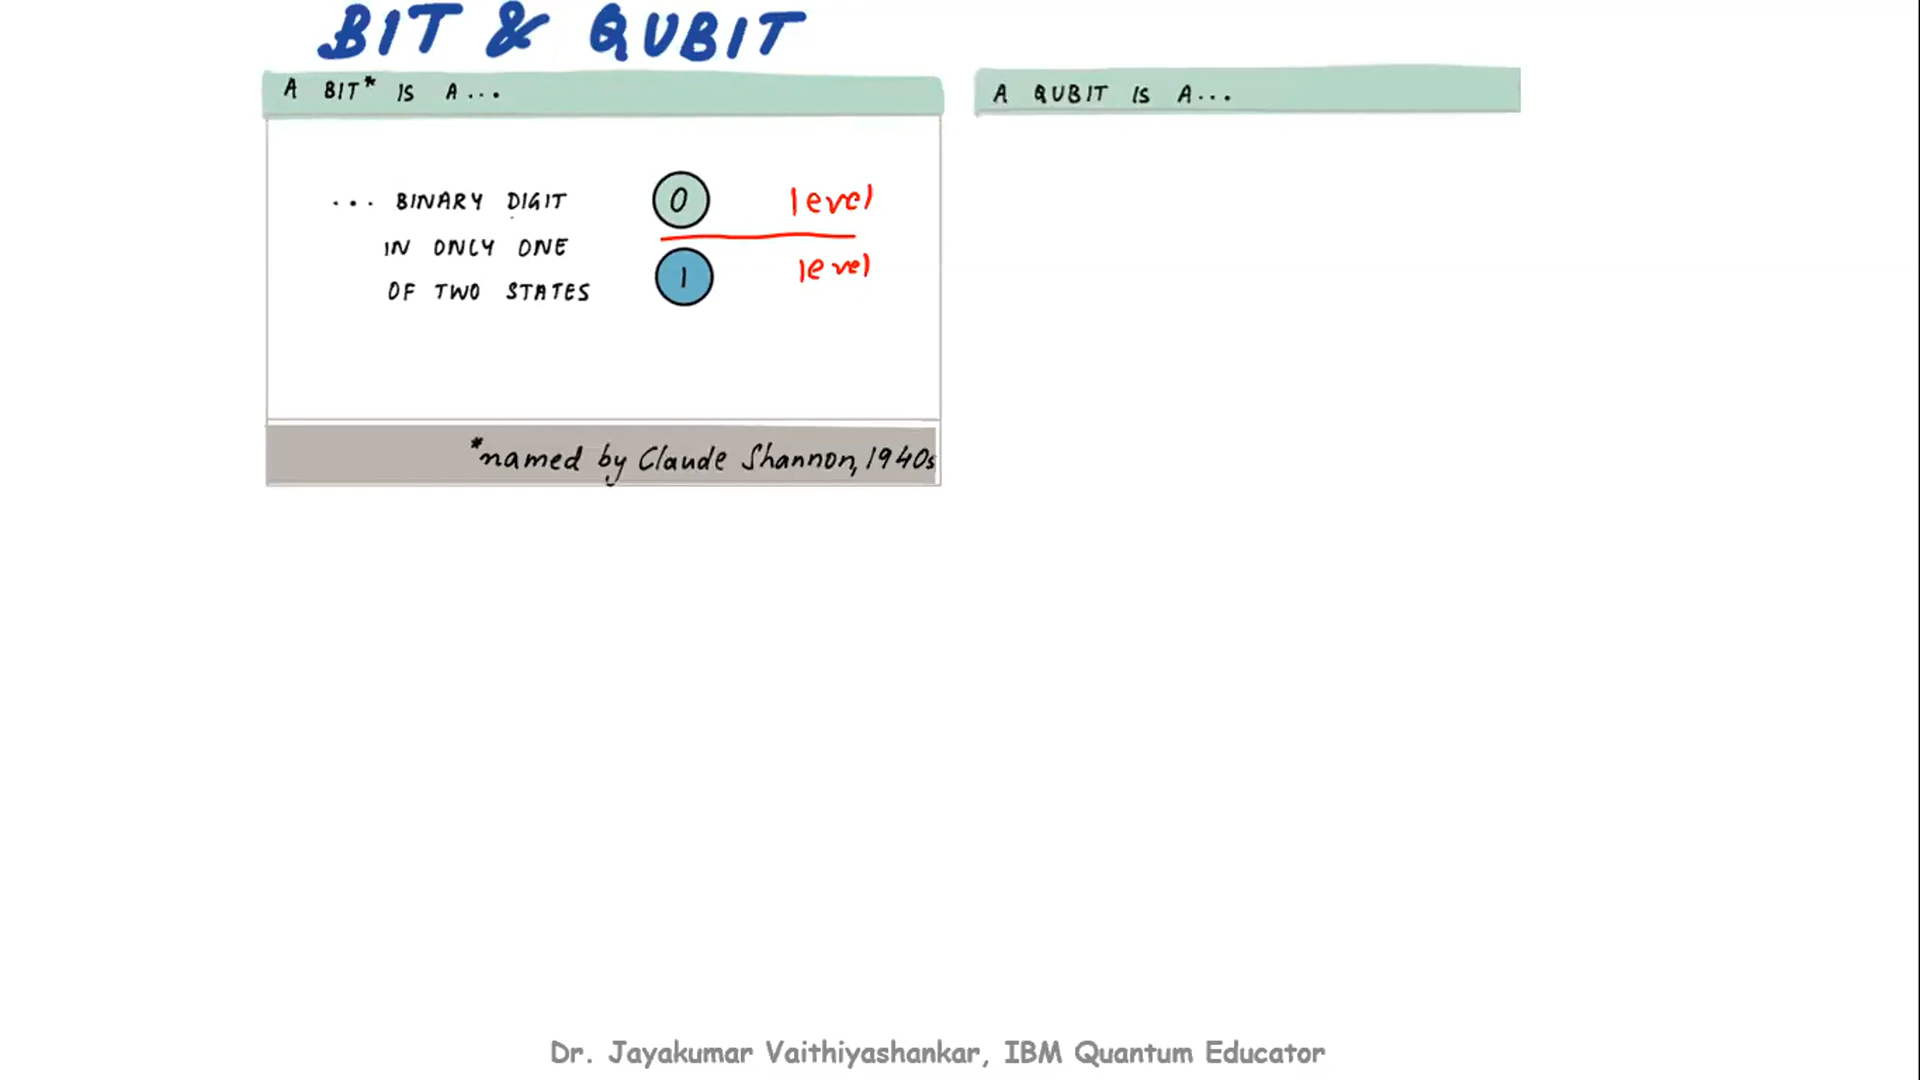 BIT & QUBIT
A BIT* IS A...
... BINARY DIGIT
IN ONLY ONE
OF TWO STATES
0 level
1 level
*named by Claude Shannon, 1940s
A QUBIT IS A...
Dr. Jayakumar Vaithiyashankar, IBM Quantum Educator